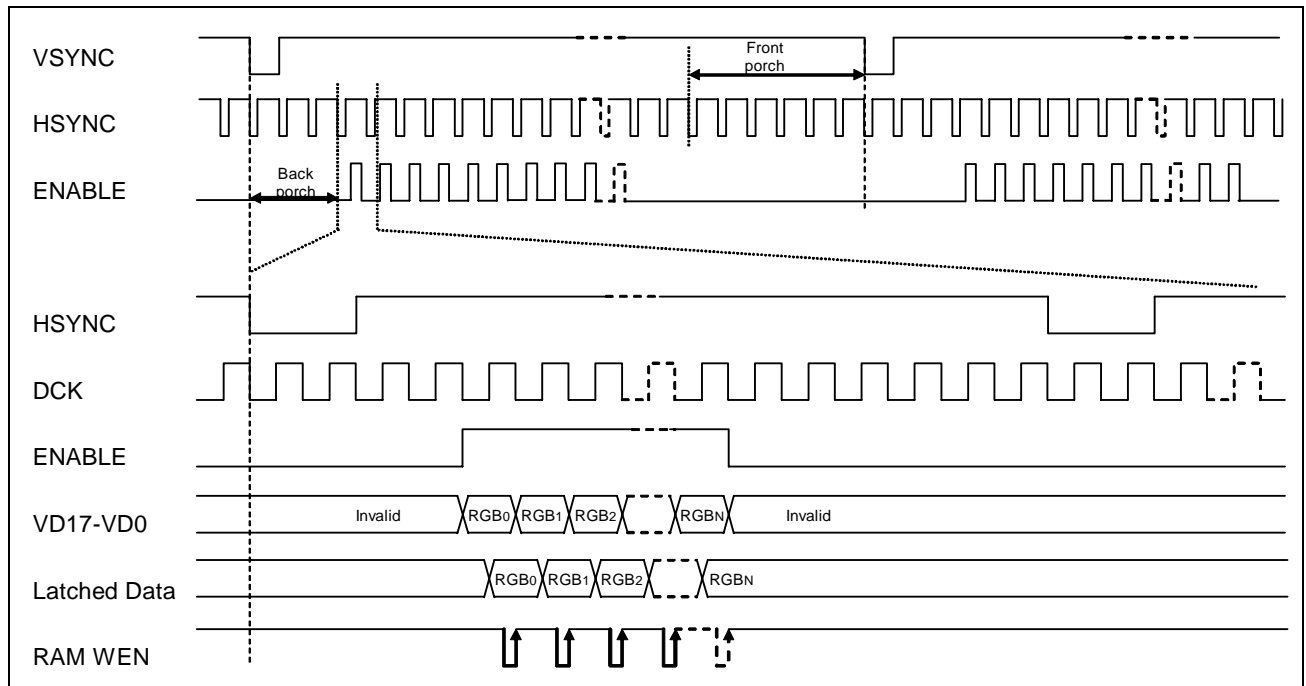 VSYNC
Front
porch
HSYNC
ENABLE
Back
porch
HSYNC
DCK
ENABLE
VD17-VD0
Invalid
RGB0
RGB1
RGB2
RGBN
Invalid
Latched Data
RGB0
RGB1
RGB2
RGBN
RAM WEN